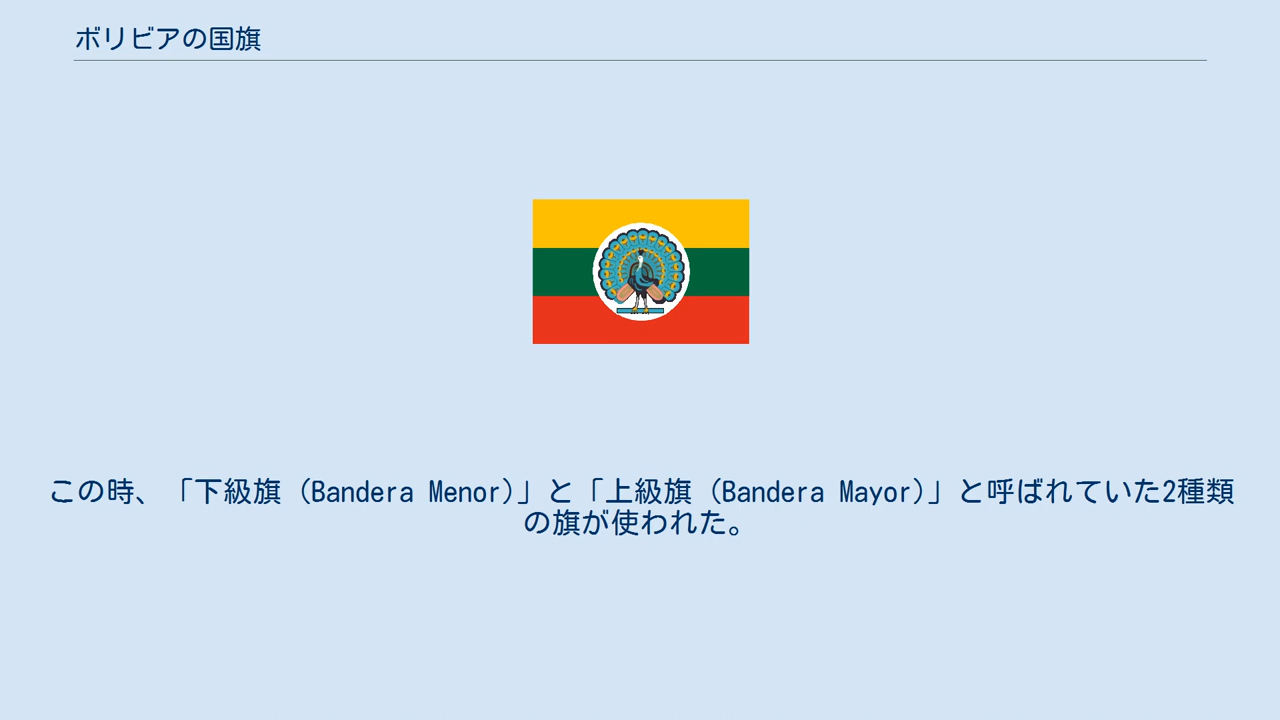 ボリビアの国旗
この時、「下級旗（Bandera Menor）」と「上級旗（Bandera Mayor）」と呼ばれていた2種類
の旗が使われた。